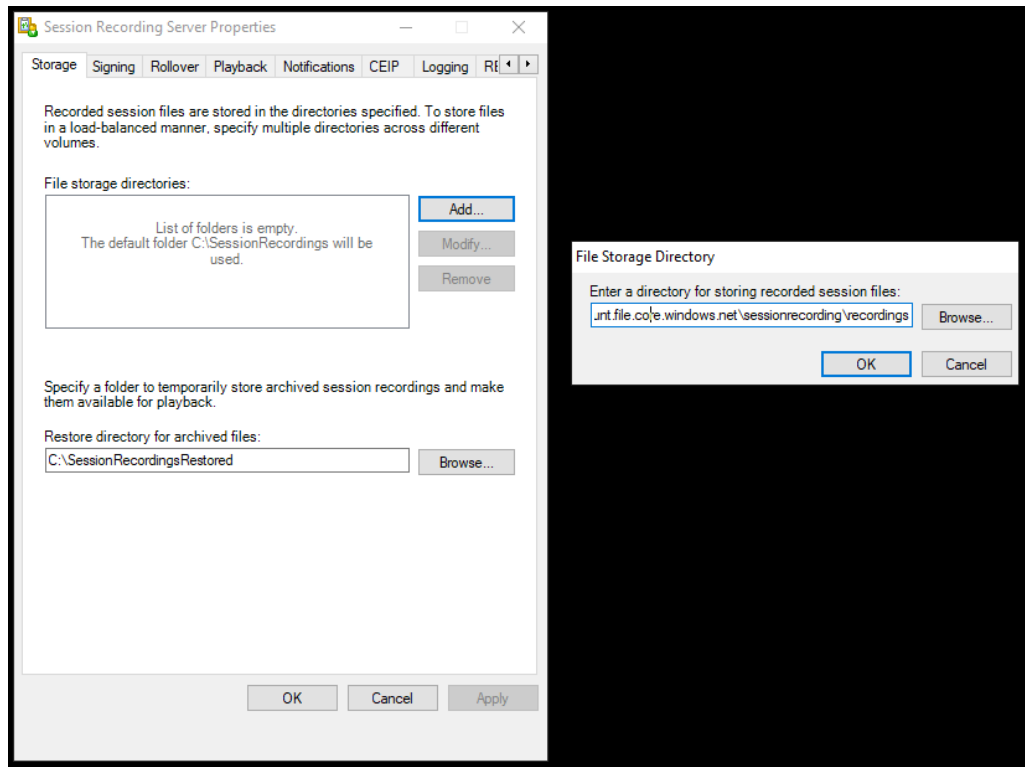 Session Recording Server Properties
Storage
Signing
Rollover
Playback
Notifications
CEIP
Logging
Recorded session files are stored in the directories specified. To store files
in a load-balanced manner, specify multiple directories across different
volumes.
File storage directories:
List of folders is empty.
The default folder C:\SessionRecordings will be
used.
Add...
Modify...
Remove
Specify a folder to temporarily store archived session recordings and make
them available for playback.
Restore directory for archived files:
C:\SessionRecordingsRestored
Browse...
OK
Cancel
Apply
File Storage Directory
Enter a directory for storing recorded session files:
unt.file.core.windows.net\sessionrecording\recordings
Browse...
OK
Cancel